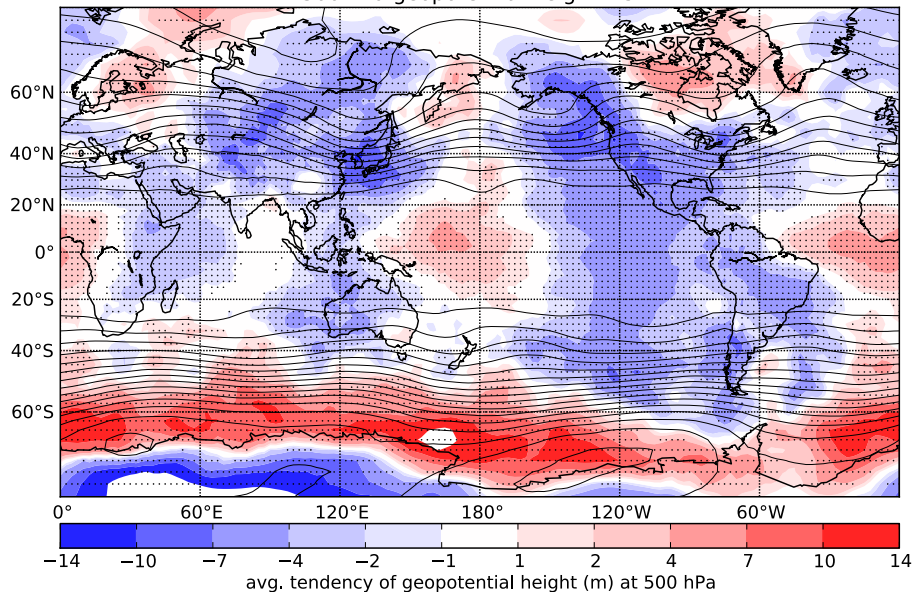 60°N
40°N
20°N
0°
20°S
40°S
60°S
0° 60°E 120°E 180° 120°W 60°W
−14 −10 −7 −4 −2 −1 1 2 4 7 10 14
avg. tendency of geopotential height (m) at 500 hPa